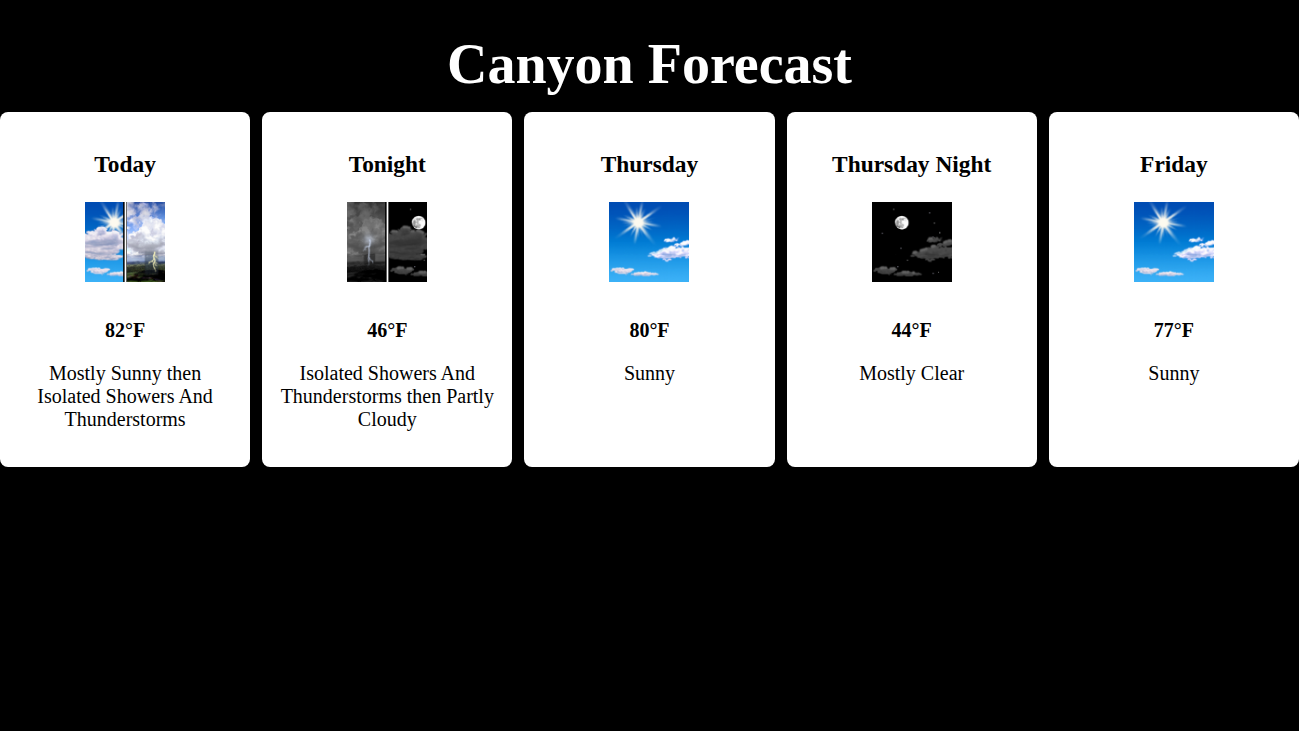 Canyon Forecast
Today
82°F
Mostly Sunny then
Isolated Showers And
Thunderstorms
Tonight
46°F
Isolated Showers And
Thunderstorms then Partly
Cloudy
Thursday
80°F
Sunny
Thursday Night
44°F
Mostly Clear
Friday
77°F
Sunny